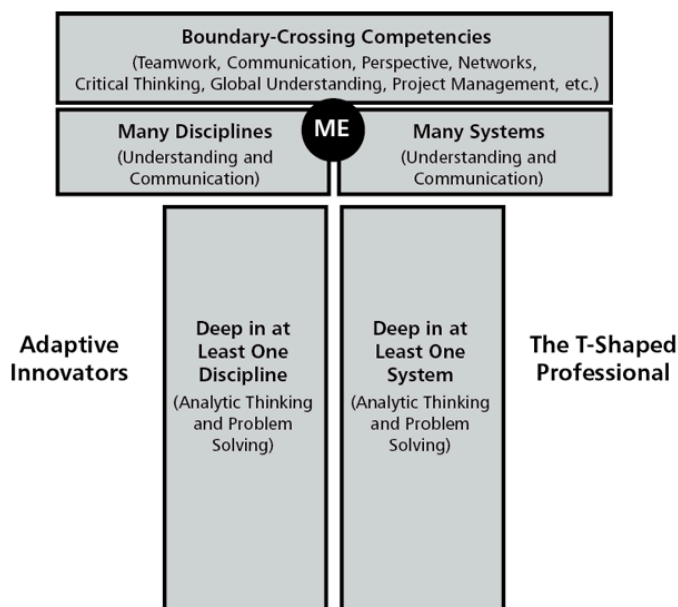 Boundary-Crossing Competencies
(Teamwork, Communication, Perspective, Networks,
Critical Thinking, Global Understanding, Project Management, etc.)
ME
Many Disciplines
(Understanding and
Communication)
Many Systems
(Understanding and
Communication)
Adaptive
Innovators
Deep in at
Least One
Discipline
(Analytic Thinking
and Problem
Solving)
Deep in at
Least One
System
(Analytic Thinking
and Problem
Solving)
The T-Shaped
Professional